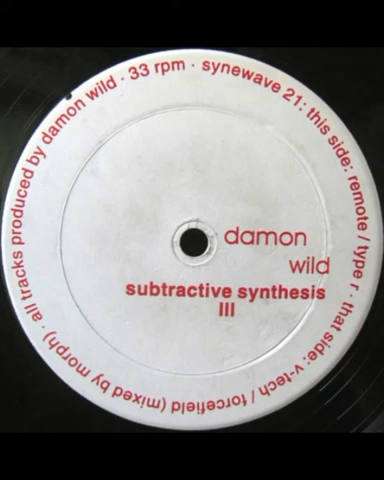 all tracks produced by damon wild · 33 rpm · synewave 21: this side: remote / type r · that side: v-tech / forcefield (mixed by morph) ·
damon
wild
subtractive synthesis
III